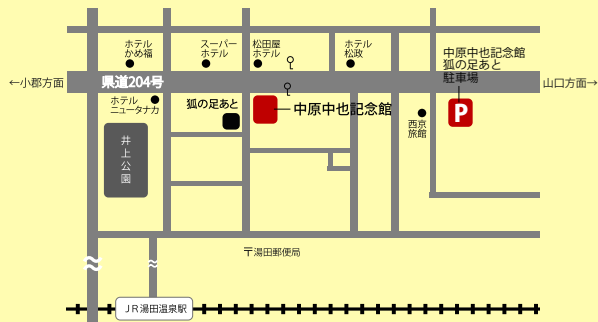 ホテル
かめ福
スーパー
ホテル
松田屋
ホテル
ホテル
松政
中原中也記念館
狐の足あと
駐車場
←小郡方面
県道204号
山口方面→
ホテル
ニュータナカ
狐の足あと
中原中也記念館
P
西京
旅館
井上公園
〒湯田郵便局
JR湯田温泉駅